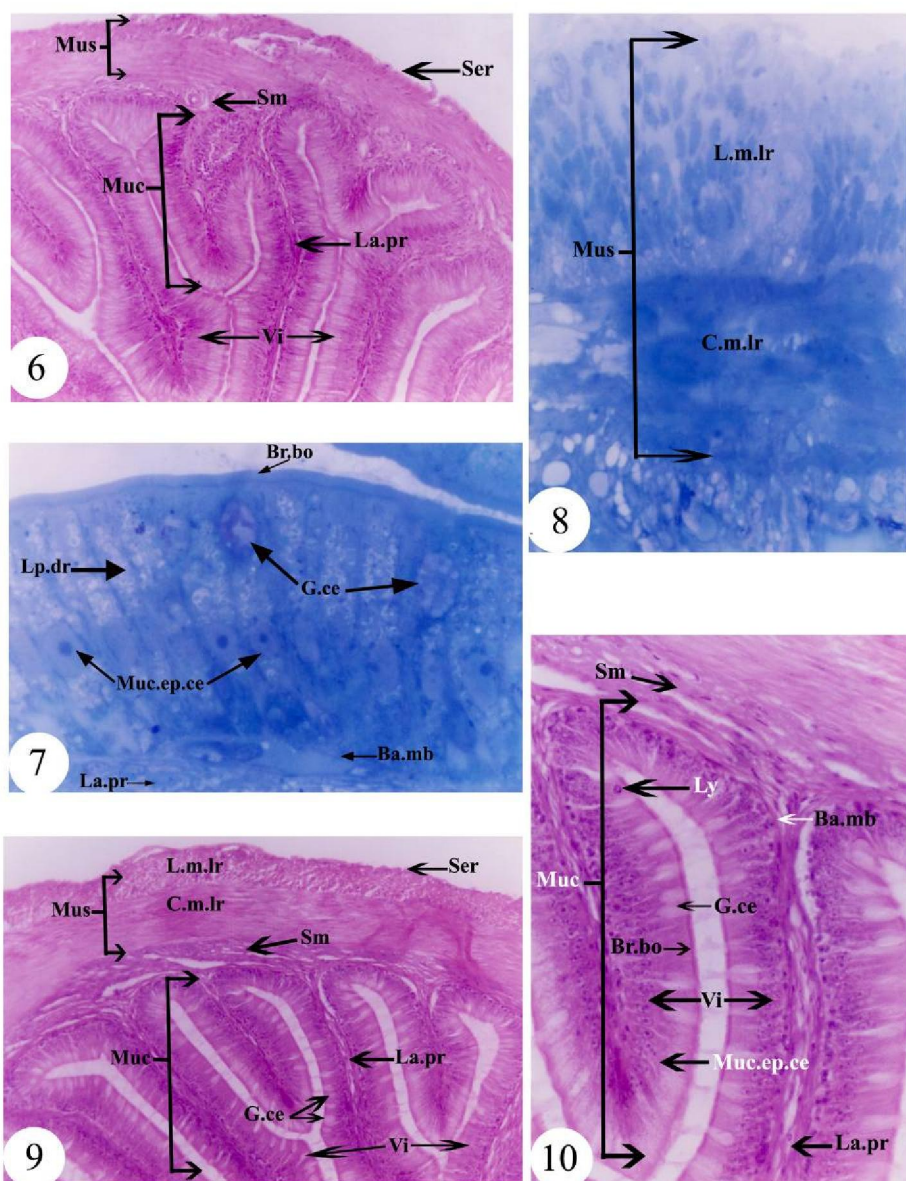 Mus
Ser
Sm
Muc
La.pr
Vi
6
L.m.lr
Mus
C.m.lr
8
Br.bo
Lp.dr
G.ce
Muc.ep.ce
Ba.mb
La.pr
7
L.m.lr
Ser
Mus
C.m.lr
Sm
Muc
La.pr
G.ce
Vi
9
Sm
Ly
Ba.mb
Muc
G.ce
Br.bo
Vi
Muc.ep.ce
La.pr
10